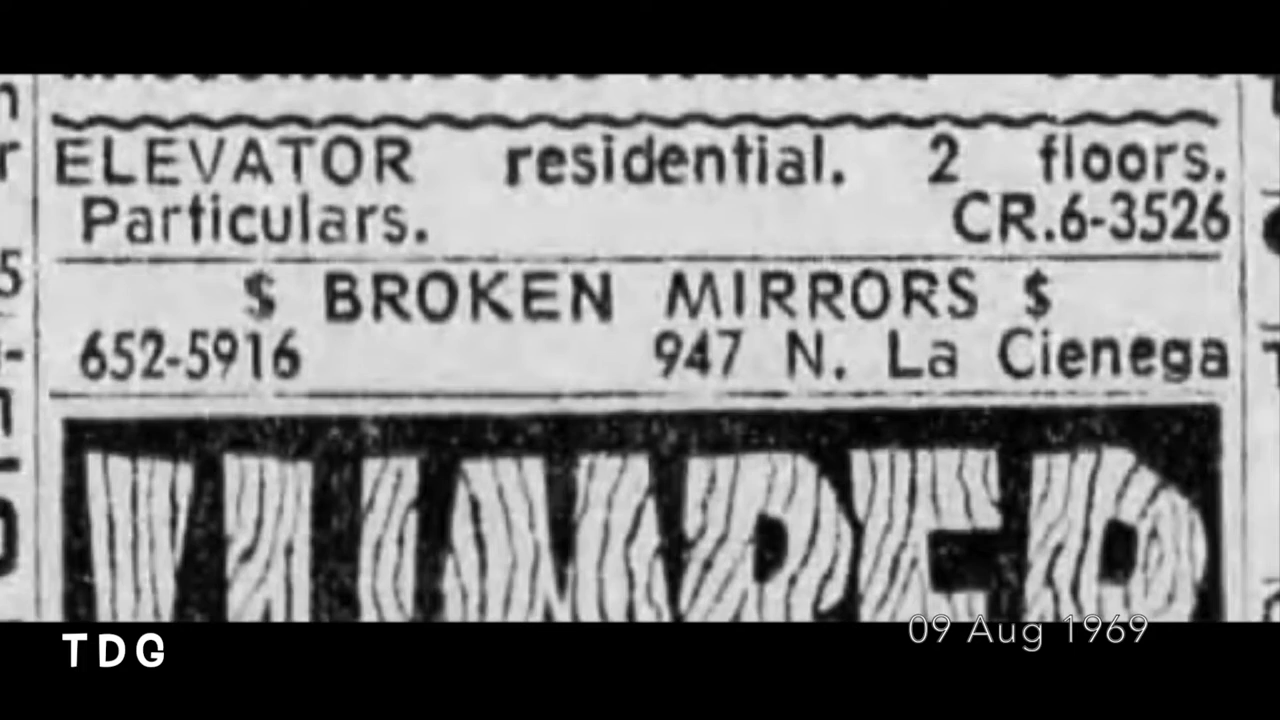 ELEVATOR residential. 2 floors.
Particulars. CR.6-3526
$ BROKEN MIRRORS $
652-5916 947 N. La Cienega
LUMBER
TDG
09 Aug 1969